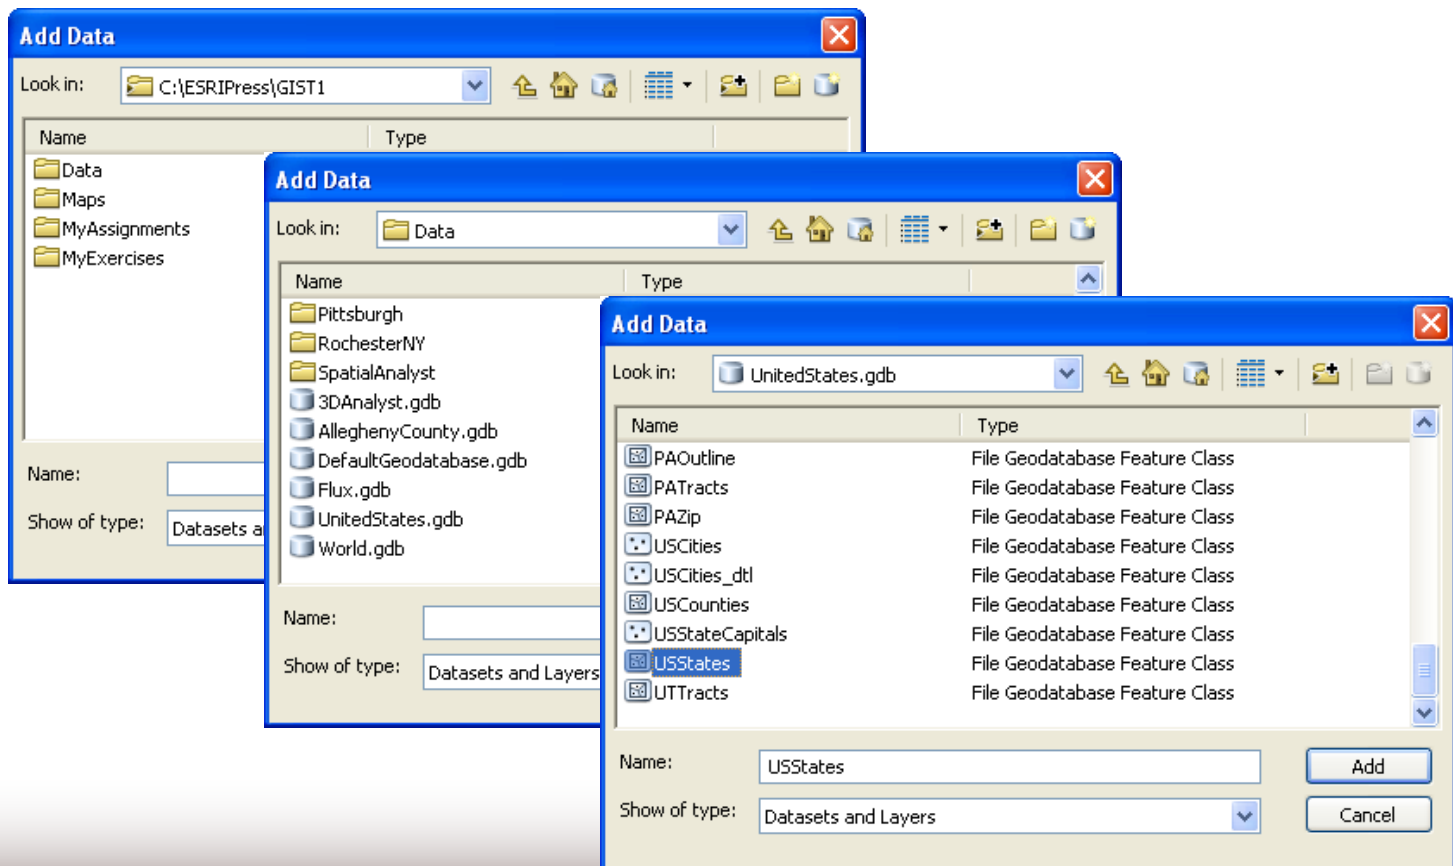 Add Data
Look in: C:\ESRIPress\GIST1
Name Type
Data
Maps
MyAssignments
MyExercises
Name:
Show of type: Datasets a
Add Data
Look in: Data
Name Type
Pittsburgh
RochesterNY
SpatialAnalyst
3DAnalyst.gdb
AlleghenyCounty.gdb
DefaultGeodatabase.gdb
Flux.gdb
UnitedStates.gdb
World.gdb
Name:
Show of type: Datasets and Layers
Add Data
Look in: UnitedStates.gdb
Name Type
PAOutline File Geodatabase Feature Class
PATracts File Geodatabase Feature Class
PAZip File Geodatabase Feature Class
USCities File Geodatabase Feature Class
USCities_dtl File Geodatabase Feature Class
USCounties File Geodatabase Feature Class
USStateCapitals File Geodatabase Feature Class
USStates File Geodatabase Feature Class
UTTracts File Geodatabase Feature Class
Name: USStates Add
Show of type: Datasets and Layers Cancel